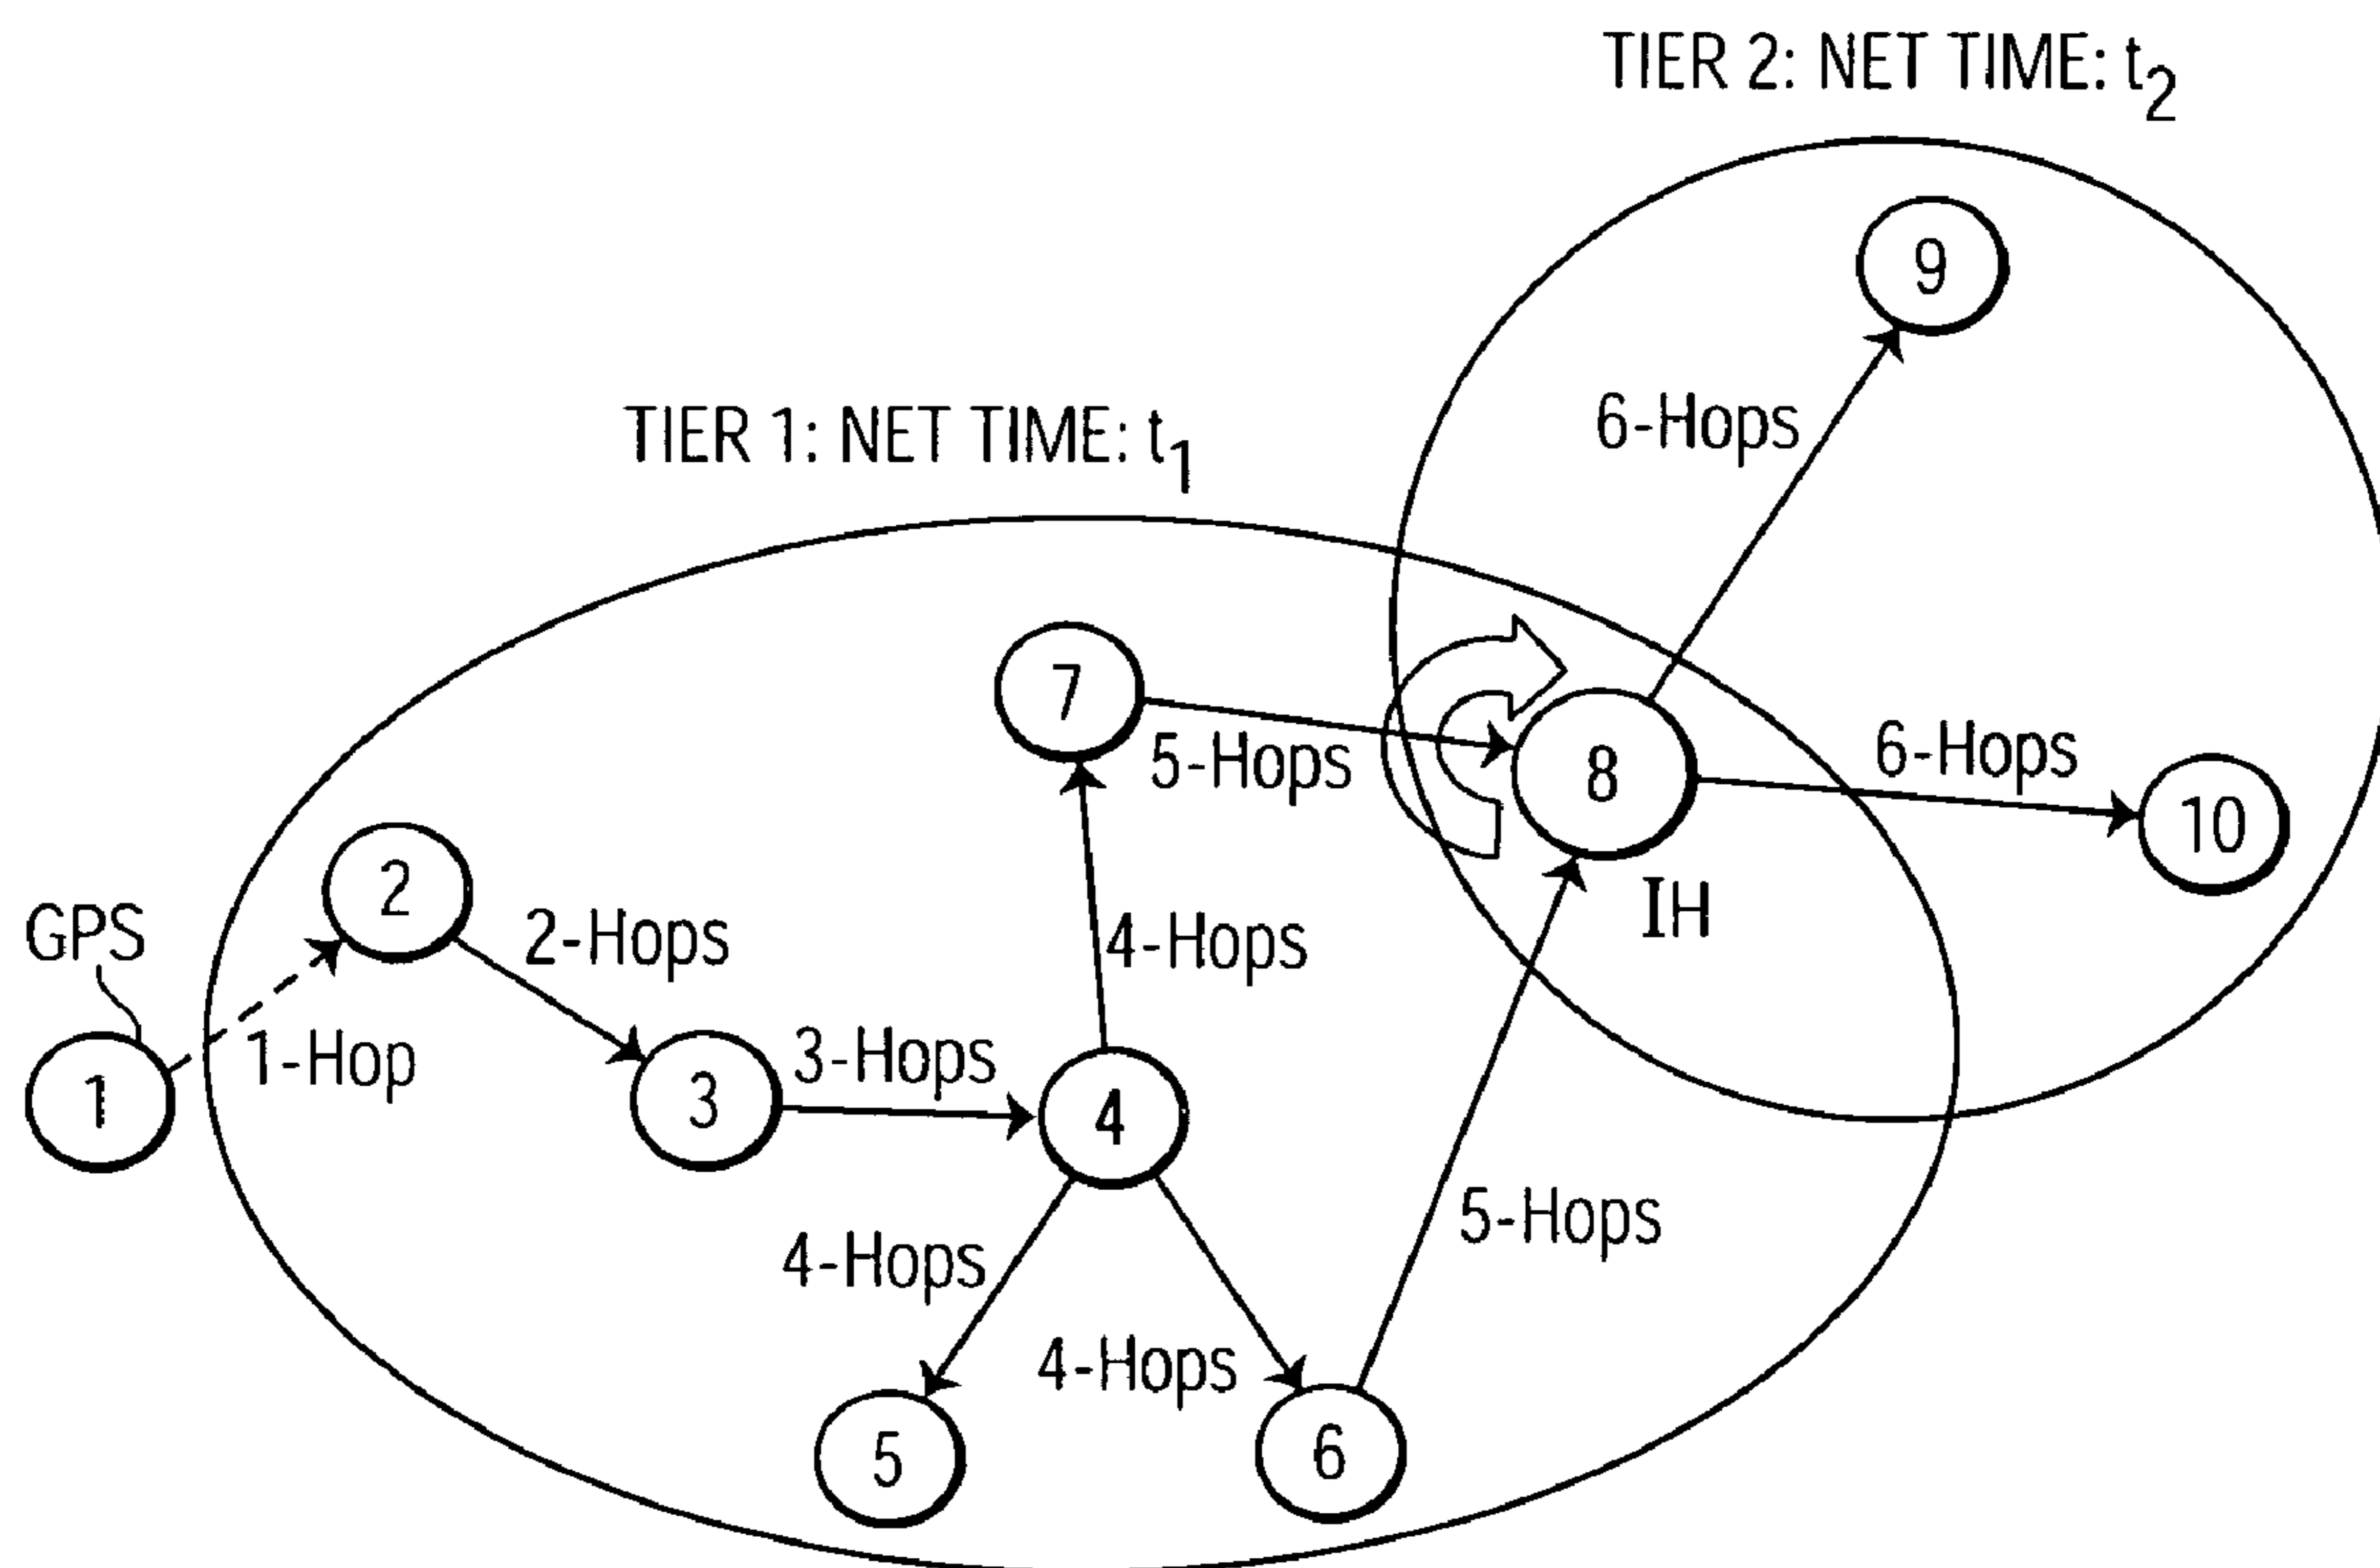 TIER 2: NET TIME: t2
9
6-Hops
TIER 1: NET TIME: t1
7
5-Hops
8
6-Hops
10
IH
2
GPS
2-Hops
4-Hops
1-Hop
1
3
3-Hops
4
5-Hops
4-Hops
4-Hops
5
6